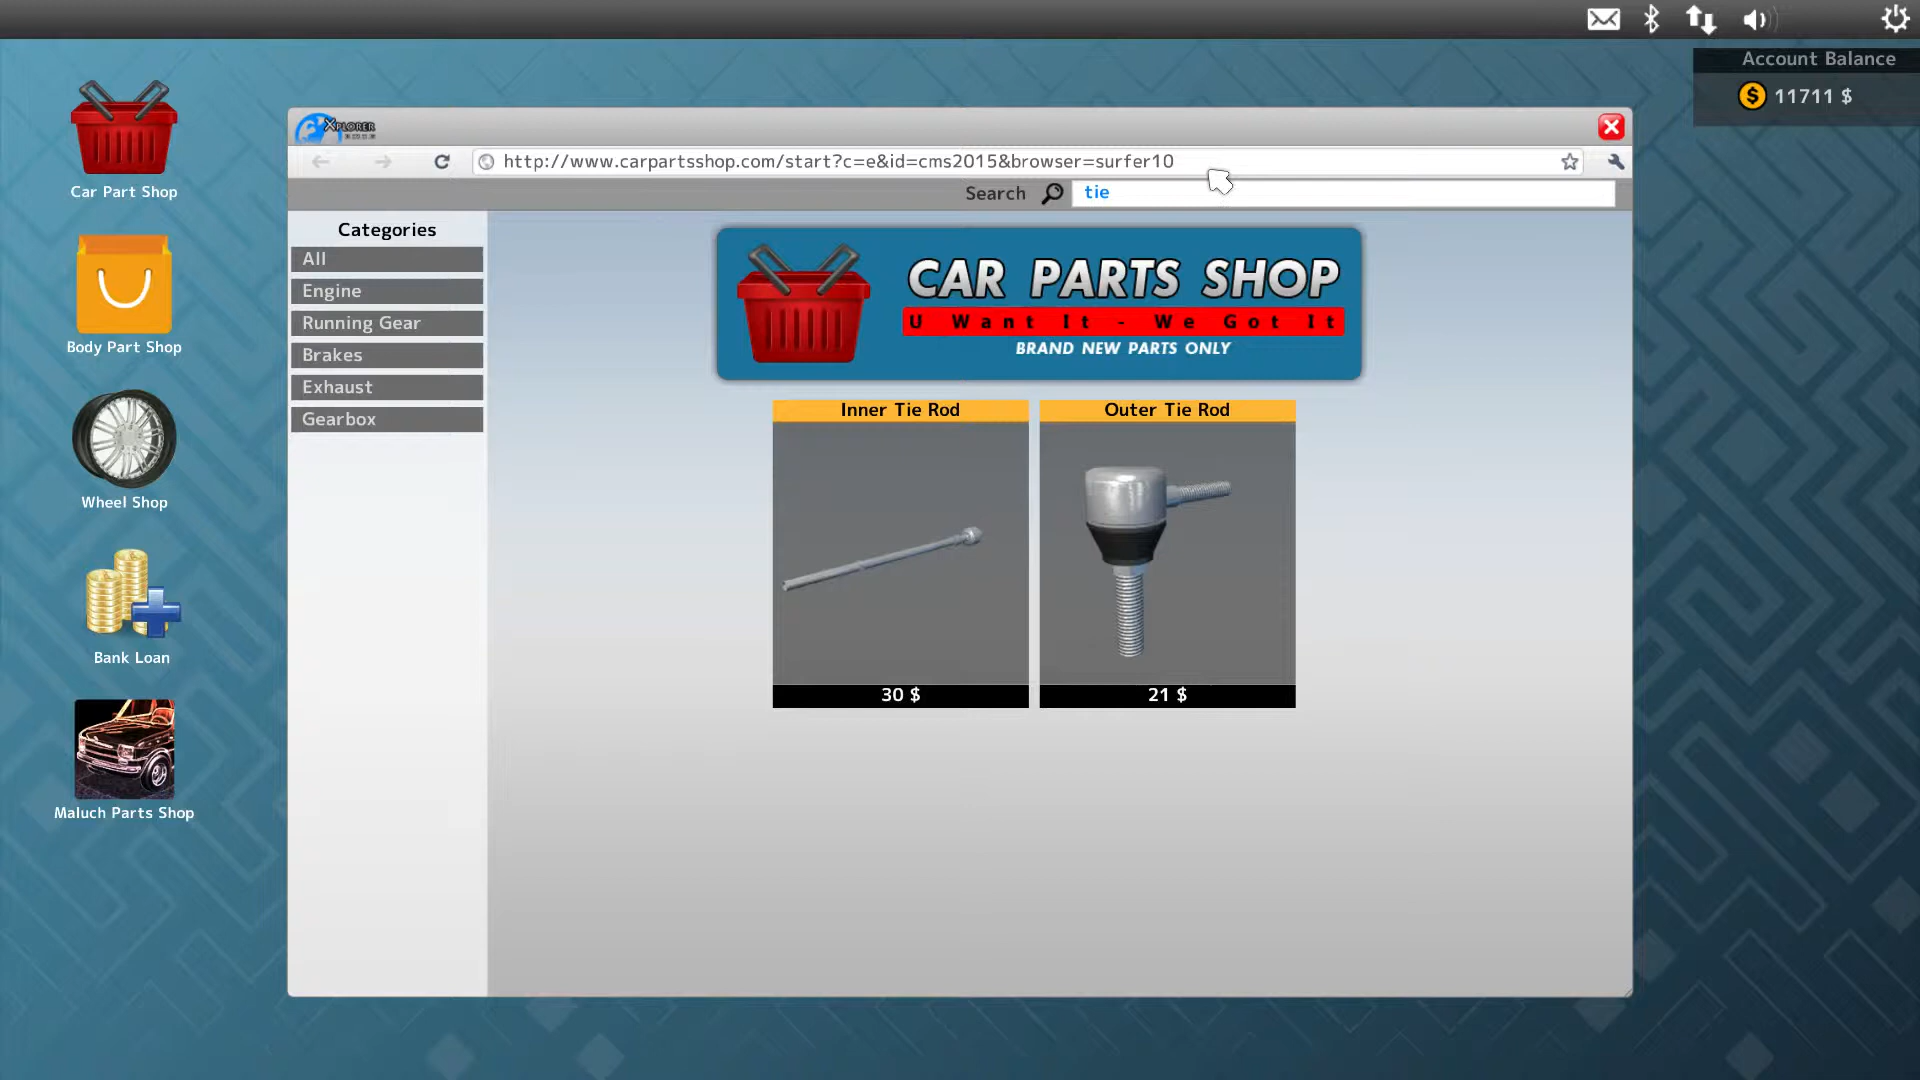 Account Balance
11711 $
Car Part Shop
Body Part Shop
Wheel Shop
Bank Loan
Maluch Parts Shop
XPLORER
http://www.carpartsshop.com/start?c=e&id=cms2015&browser=surfer10
Search tie
Categories
All
Engine
Running Gear
Brakes
Exhaust
Gearbox
CAR PARTS SHOP
U Want It - We Got It
BRAND NEW PARTS ONLY
Inner Tie Rod
30 $
Outer Tie Rod
21 $